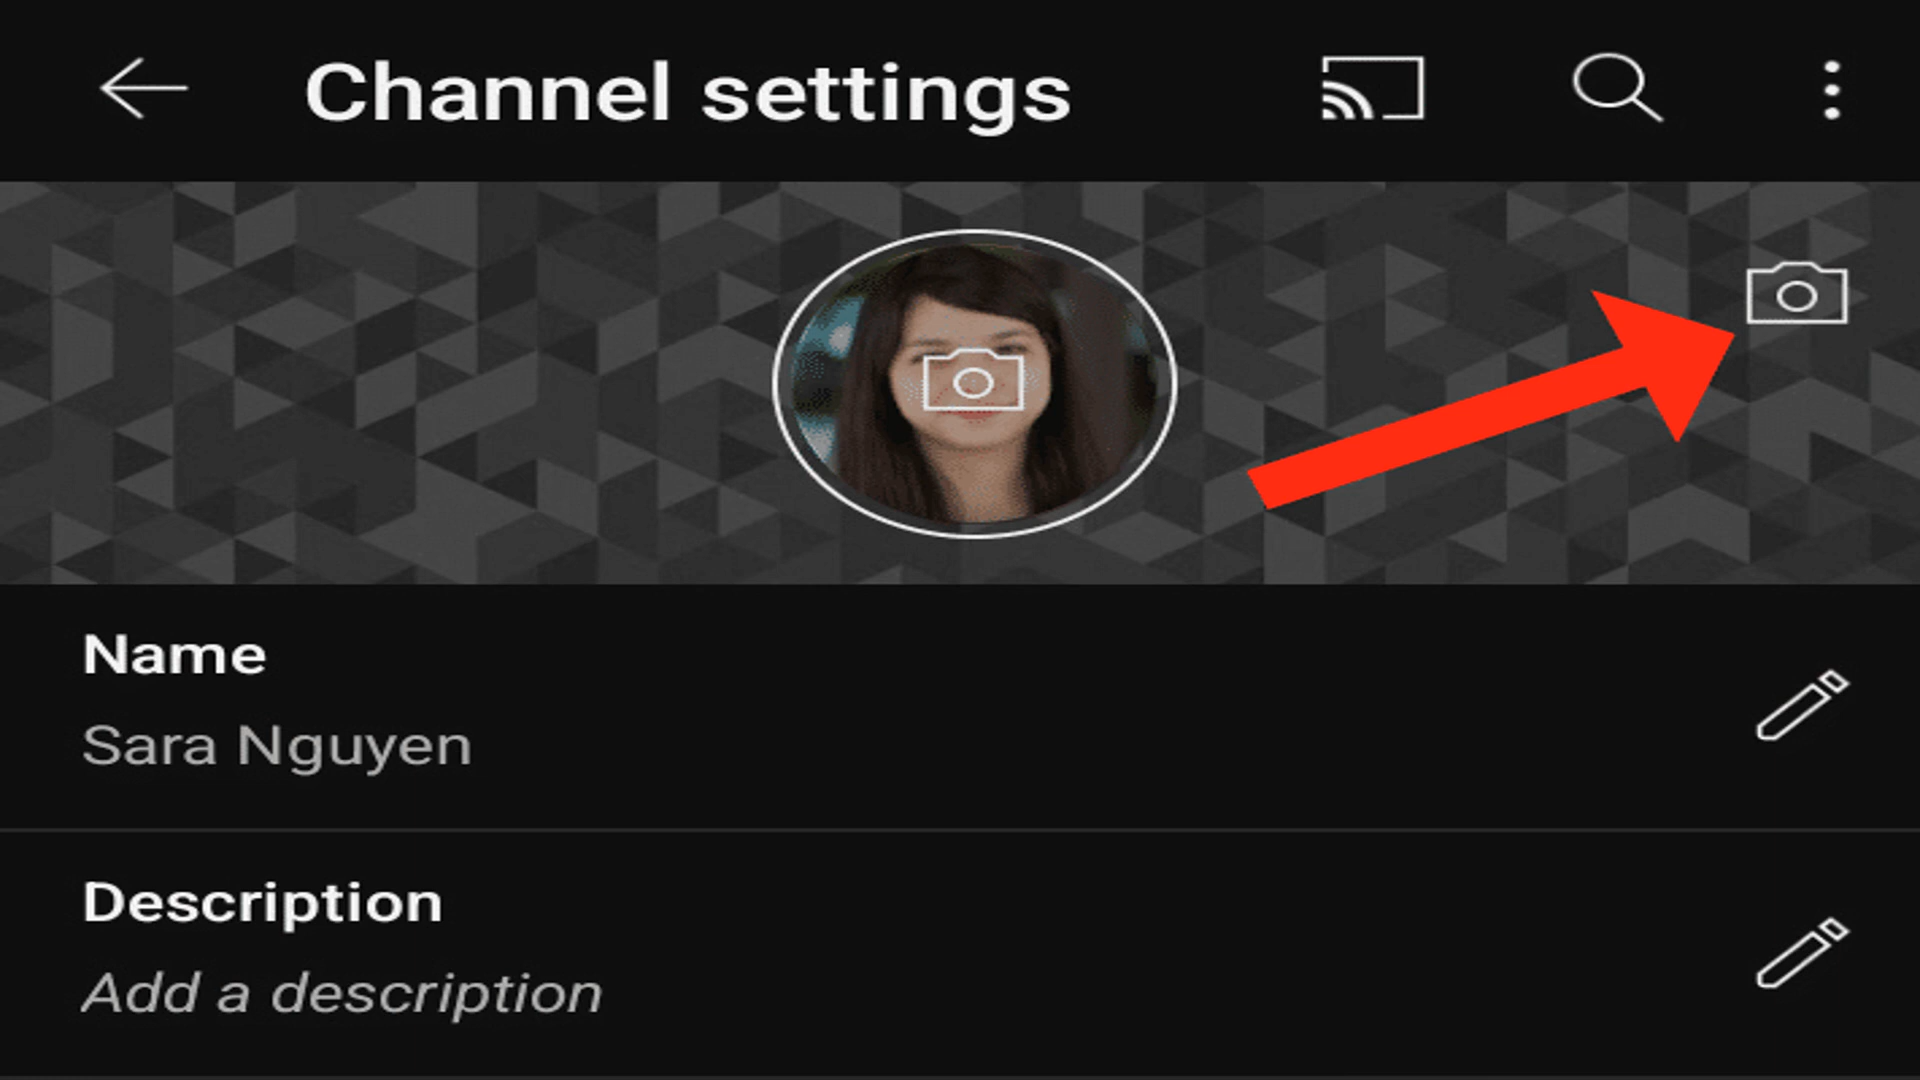 Channel settings
Name
Sara Nguyen
Description
Add a description